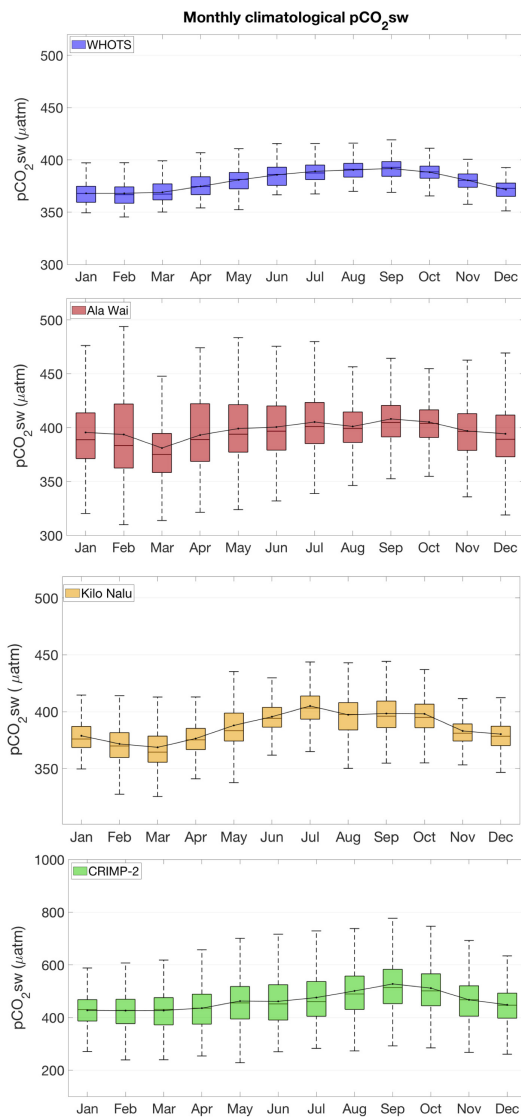 Monthly climatological pCO₂sw
WHOTS
500
450
400
350
300
pCO₂sw (μatm)
Jan Feb Mar Apr May Jun Jul Aug Sep Oct Nov Dec
Ala Wai
500
450
400
350
300
pCO₂sw (μatm)
Jan Feb Mar Apr May Jun Jul Aug Sep Oct Nov Dec
Kilo Nalu
500
450
400
350
300
pCO₂sw ( μatm)
Jan Feb Mar Apr May Jun Jul Aug Sep Oct Nov Dec
CRIMP-2
1000
800
600
400
200
pCO₂sw (μatm)
Jan Feb Mar Apr May Jun Jul Aug Sep Oct Nov Dec